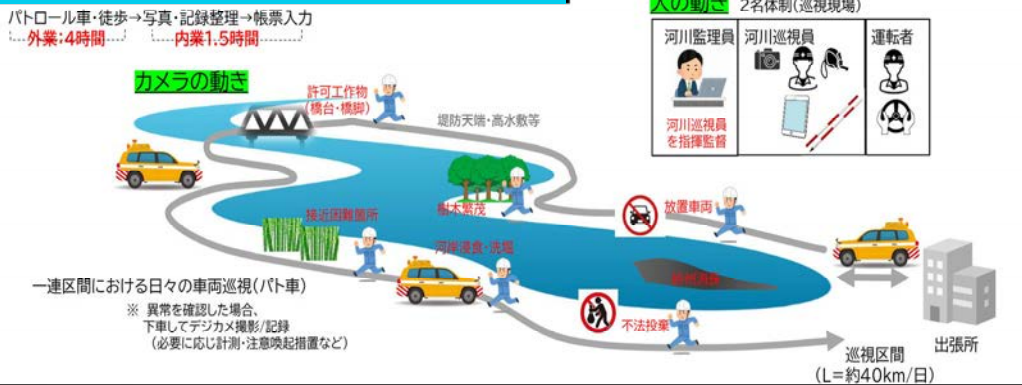 パトロール車・徒歩→写真・記録整理→帳票入力
外業:4時間 内業1.5時間
人の動き 2名体制(巡視現場)
河川監理員 河川巡視員 運転者
河川巡視員
を指揮監督
カメラの動き
許可工作物
(橋台・橋脚)
堤防天端・高水敷等
樹木繁茂
放置車両
接近困難箇所
河岸浸食・洗堀
不法投棄
一連区間における日々の車両巡視(パト車)
※ 異常を確認した場合、
下車してデジカメ撮影/記録
(必要に応じ計測・注意喚起措置など)
出張所
巡視区間
(L=約40km/日)